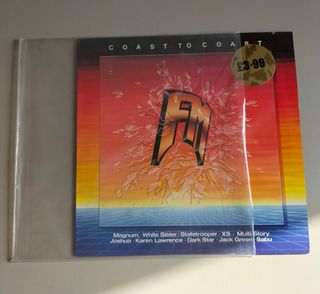 COAST TO COAST
£3.99
FM
Magnum · White Sister · Statetrooper · XS · Multi-Story
Joshua · Karen Lawrence · Dark Star · Jack Green · Sabu